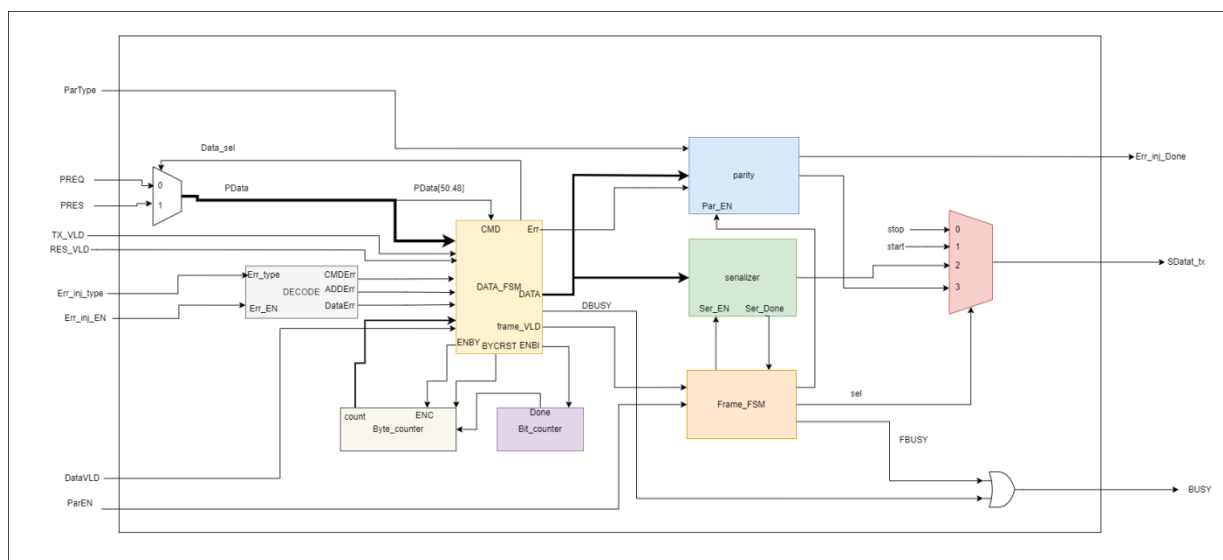 ParType
Err_inj_Done
parity
Par_EN
Data_sel
PREQ
PRES
0
1
PData
PData[50:48]
TX_VLD
RES_VLD
CMD
Err
DATA_FSM
DATA
frame_VLD
ENBY
BYCRST
ENBI
Err_inj_type
Err_inj_EN
Err_type
DECODE
Err_EN
CMDErr
ADDErr
DataErr
serializer
Ser_EN
Ser_Done
stop
start
0
1
2
3
SDatat_tx
DBUSY
Frame_FSM
sel
FBUSY
count
ENC
Byte_counter
Done
Bit_counter
DataVLD
ParEN
BUSY